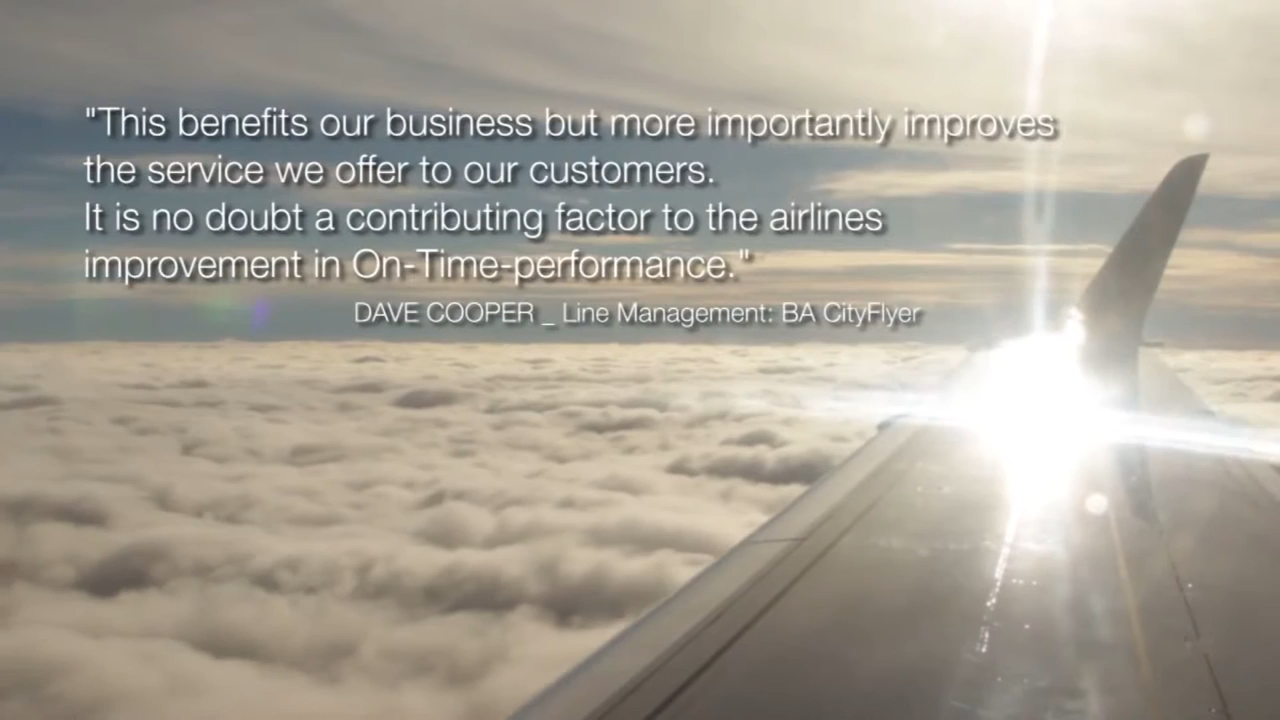 "This benefits our business but more importantly improves
the service we offer to our customers.
It is no doubt a contributing factor to the airlines
improvement in On-Time-performance."
DAVE COOPER _ Line Management: BA CityFlyer